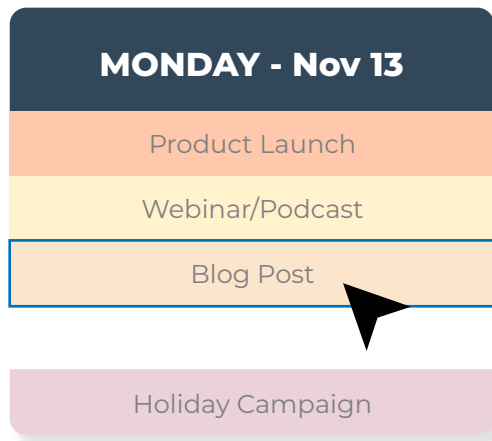 MONDAY - Nov 13
Product Launch
Webinar/Podcast
Blog Post
Holiday Campaign